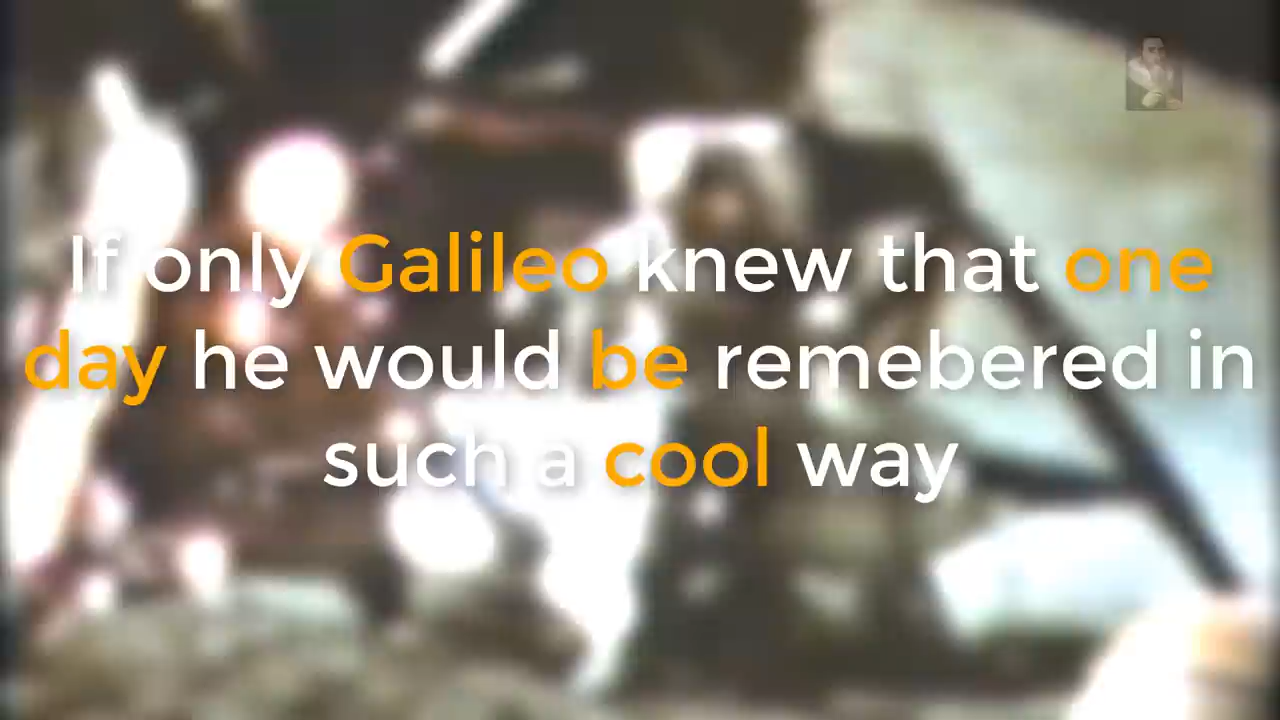 If only Galileo knew that one
day he would be remebered in
such a cool way